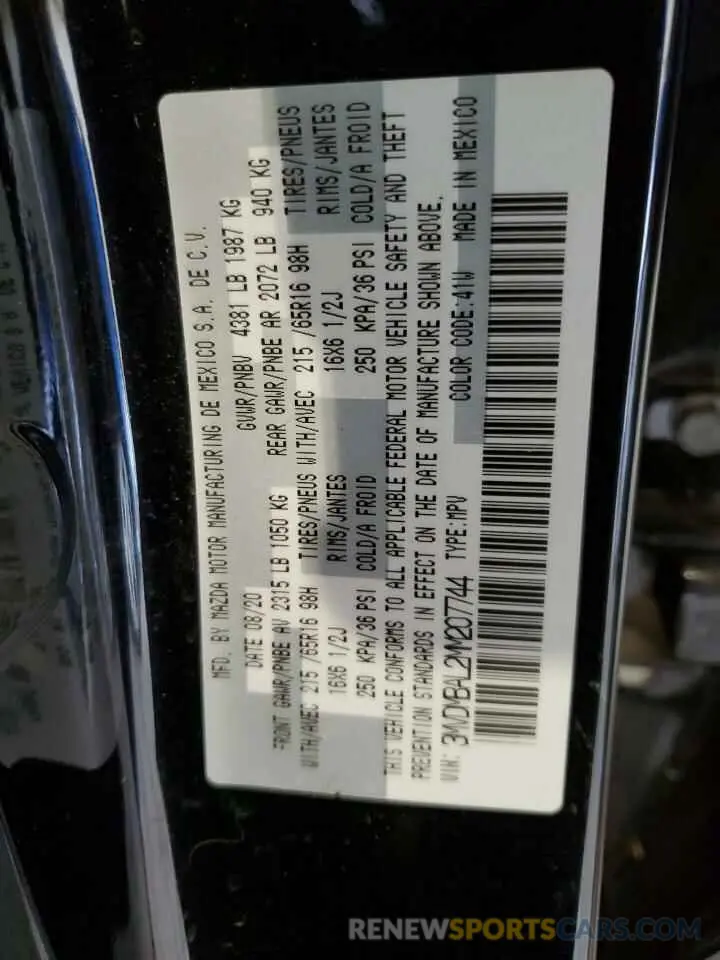 MFD. BY MAZDA MOTOR MANUFACTURING DE MEXICO S.A. DE C.V.
DATE 08/20 GVWR/PNBV 4381 LB 1987 KG
FRONT GAWR/PNBE AV 2315 LB 1050 KG REAR GAWR/PNBE AR 2072 LB 940 KG
WITH/AVEC 215 /65R16 98H TIRES/PNEUS WITH/AVEC 215 /65R16 98H TIRES/PNEUS
16X6 1/2J RIMS/JANTES 16X6 1/2J RIMS/JANTES
250 KPA/36 PSI COLD/A FROID 250 KPA/36 PSI COLD/A FROID
THIS VEHICLE CONFORMS TO ALL APPLICABLE FEDERAL MOTOR VEHICLE SAFETY AND THEFT
PREVENTION STANDARDS IN EFFECT ON THE DATE OF MANUFACTURE SHOWN ABOVE.
VIN: 3MVDMBAL2MM207744 TYPE:MPV COLOR CODE:41W MADE IN MEXICO
RENEWSPORTSCARS.COM